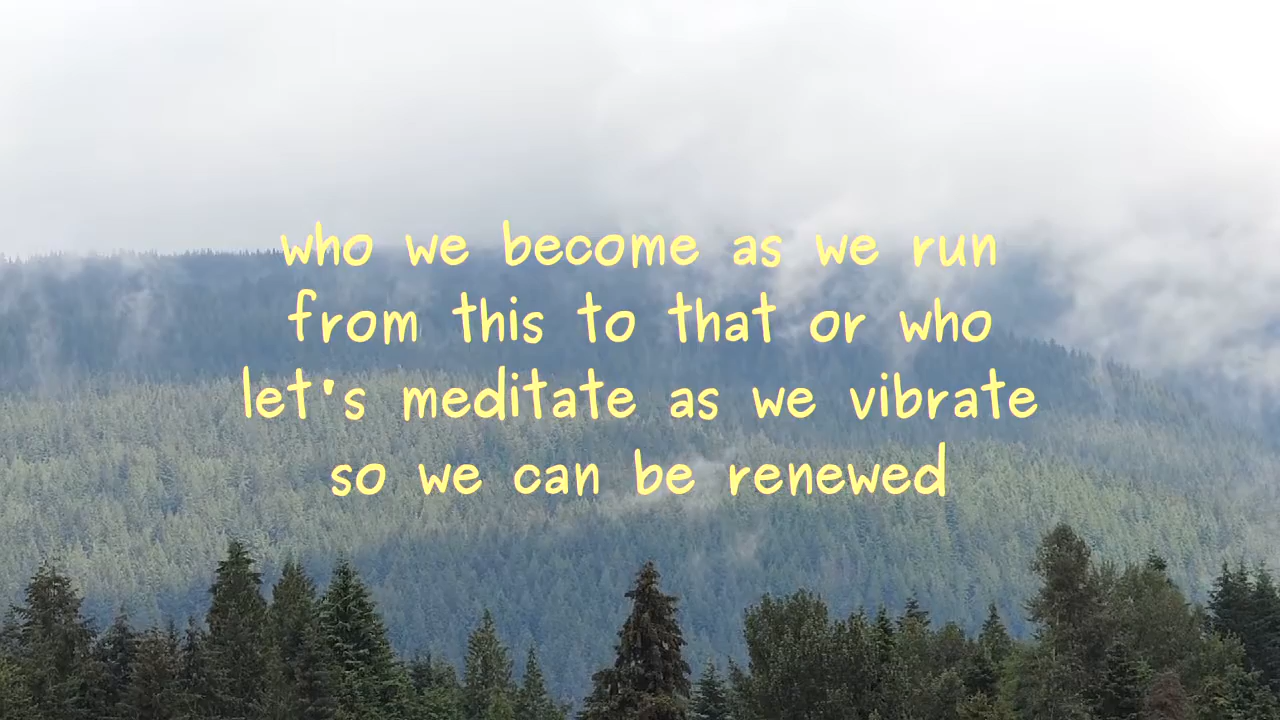 who we become as we run
from this to that or who
let's meditate as we vibrate
so we can be renewed